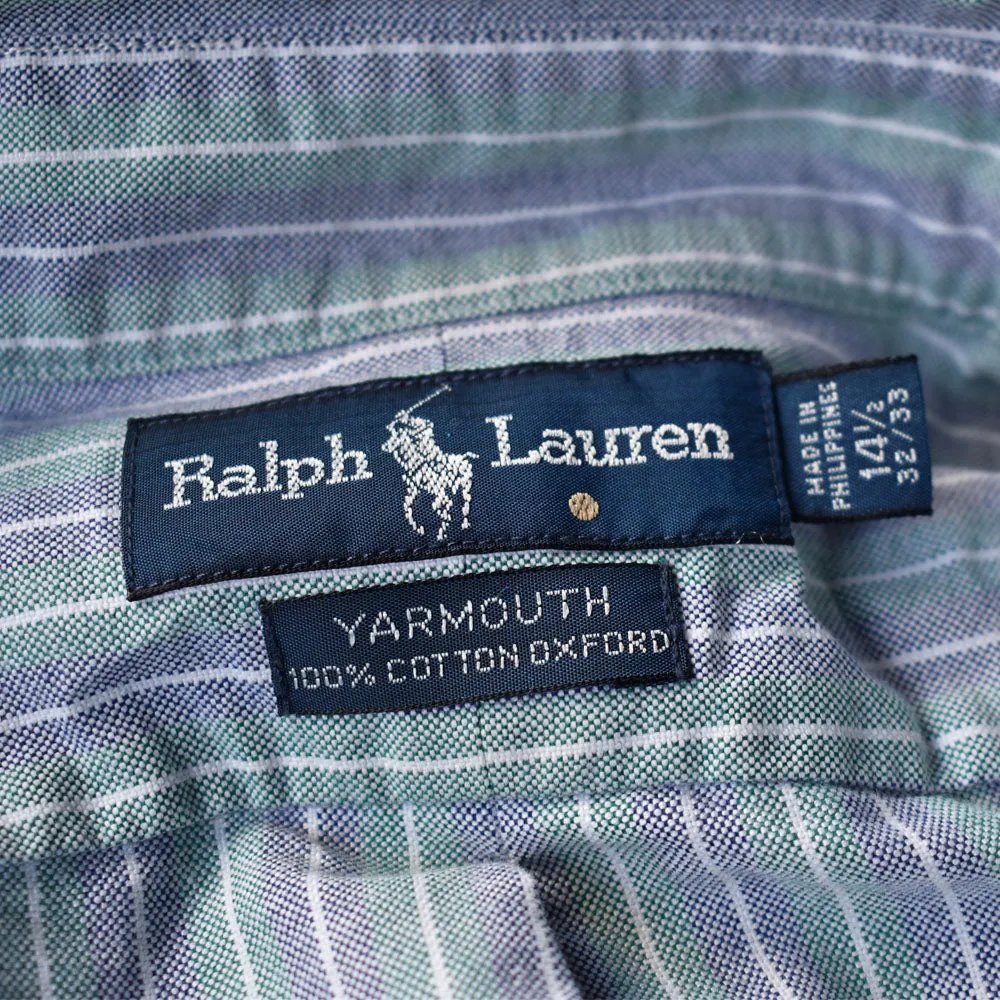 Ralph Lauren
MADE IN
PHILIPPINES
14½
32/33
YARMOUTH
100% COTTON OXFORD